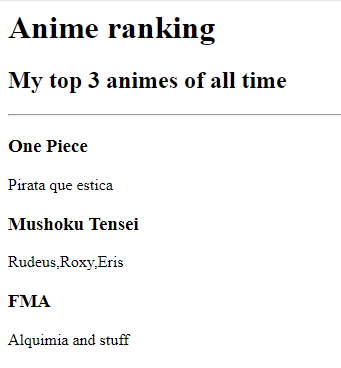 Anime ranking
My top 3 animes of all time
One Piece
Pirata que estica
Mushoku Tensei
Rudeus,Roxy,Eris
FMA
Alquimia and stuff